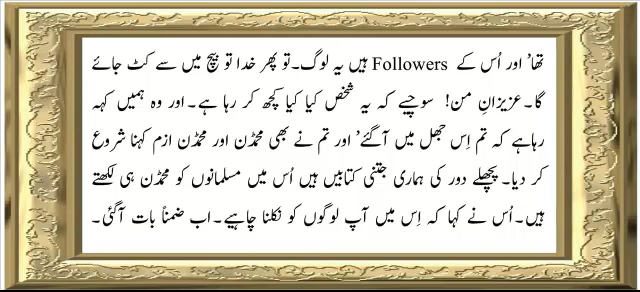 تھا’ اور اُس کے Followers ہیں یہ لوگ۔تو پھر خدا تو بیچ میں سے کٹ جائے
گا۔عزیزانِ من! سوچیے کہ یہ شخص کیا کیا کچھ کر رہا ہے۔اور وہ ہمیں کہہ
رہا ہے کہ تم اِس جھل میں آگئے’ اور تم نے بھی محمڈن اور محمڈن ازم کہنا شروع
کر دیا۔ پچھلے دور کی ہماری جتنی کتابیں ہیں اُس میں مسلمانوں کو محمڈن ہی لکھتے
ہیں۔اُس نے کہا کہ اِس میں آپ لوگوں کو نکلنا چاہیے۔اب ضمناً بات آگئی۔